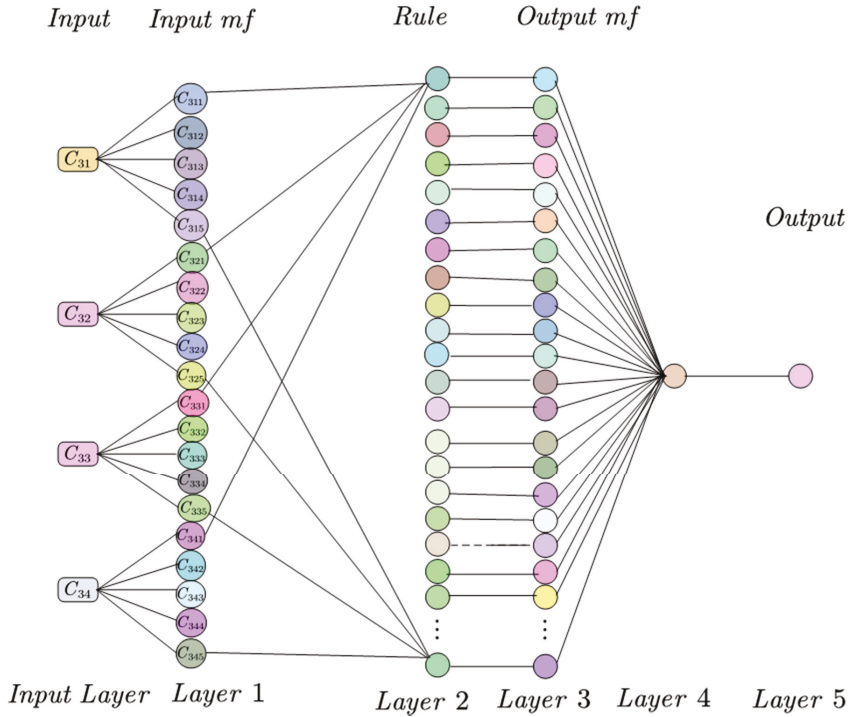 Input Input mf Rule Output mf
C31
C311
C312
C313
C314
C315
Output
C32
C321
C322
C323
C324
C325
C33
C331
C332
C333
C334
C335
C34
C341
C342
C343
C344
C345
Input Layer Layer 1 Layer 2 Layer 3 Layer 4 Layer 5